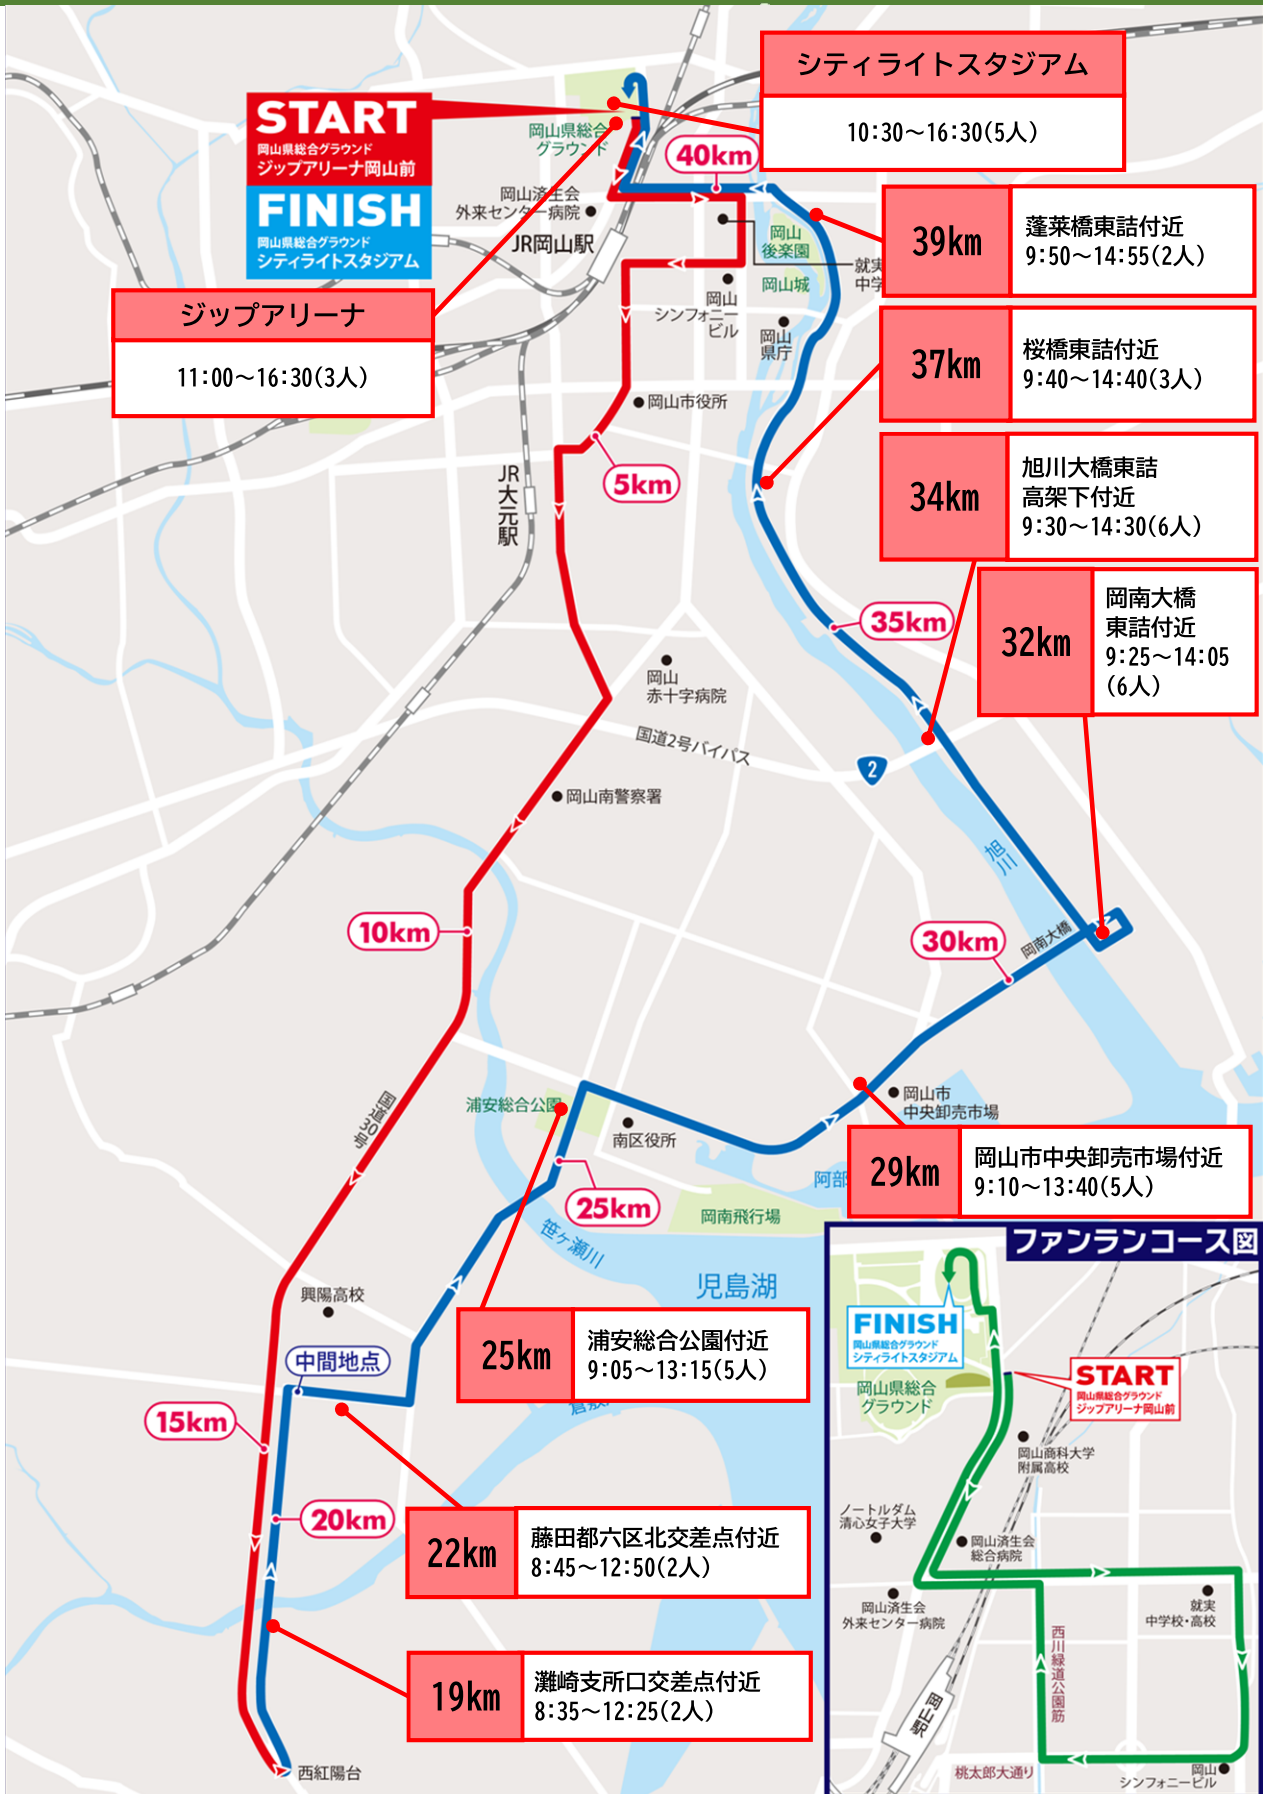 シティライトスタジアム
10:30～16:30(5人)
START
岡山県総合グラウンド
ジップアリーナ岡山前
FINISH
岡山県総合グラウンド
シティライトスタジアム
岡山県総合
グラウンド
40km
岡山済生会
外来センター病院
JR岡山駅
岡山
後楽園
岡山城
就実
中学
39km
蓬莱橋東詰付近
9:50～14:55(2人)
ジップアリーナ
11:00～16:30(3人)
岡山
シンフォニー
ビル
岡山
県庁
37km
桜橋東詰付近
9:40～14:40(3人)
岡山市役所
5km
JR大元駅
34km
旭川大橋東詰
高架下付近
9:30～14:30(6人)
35km
32km
岡南大橋
東詰付近
9:25～14:05
(6人)
岡山
赤十字病院
国道2号バイパス
2
岡山南警察署
旭川
10km
30km
岡南大橋
国道30号
浦安総合公園
南区役所
岡山市
中央卸売市場
29km
岡山市中央卸売市場付近
9:10～13:40(5人)
阿部
25km
岡南飛行場
笹ヶ瀬川
児島湖
興陽高校
中間地点
25km
浦安総合公園付近
9:05～13:15(5人)
15km
20km
22km
藤田都六区北交差点付近
8:45～12:50(2人)
19km
灘崎支所口交差点付近
8:35～12:25(2人)
西紅陽台
ファンランコース図
FINISH
岡山県総合グラウンド
シティライトスタジアム
START
岡山県総合グラウンド
ジップアリーナ岡山前
岡山県総合
グラウンド
岡山商科大学
附属高校
ノートルダム
清心女子大学
岡山済生会
総合病院
岡山済生会
外来センター病院
就実
中学校・高校
西川緑道公園筋
岡山駅
桃太郎大通り
岡山
シンフォニービル